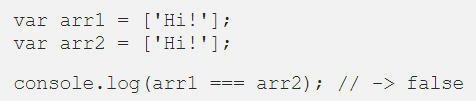 var arr1 = ['Hi!'];
var arr2 = ['Hi!'];
console.log(arr1 === arr2); // -> false